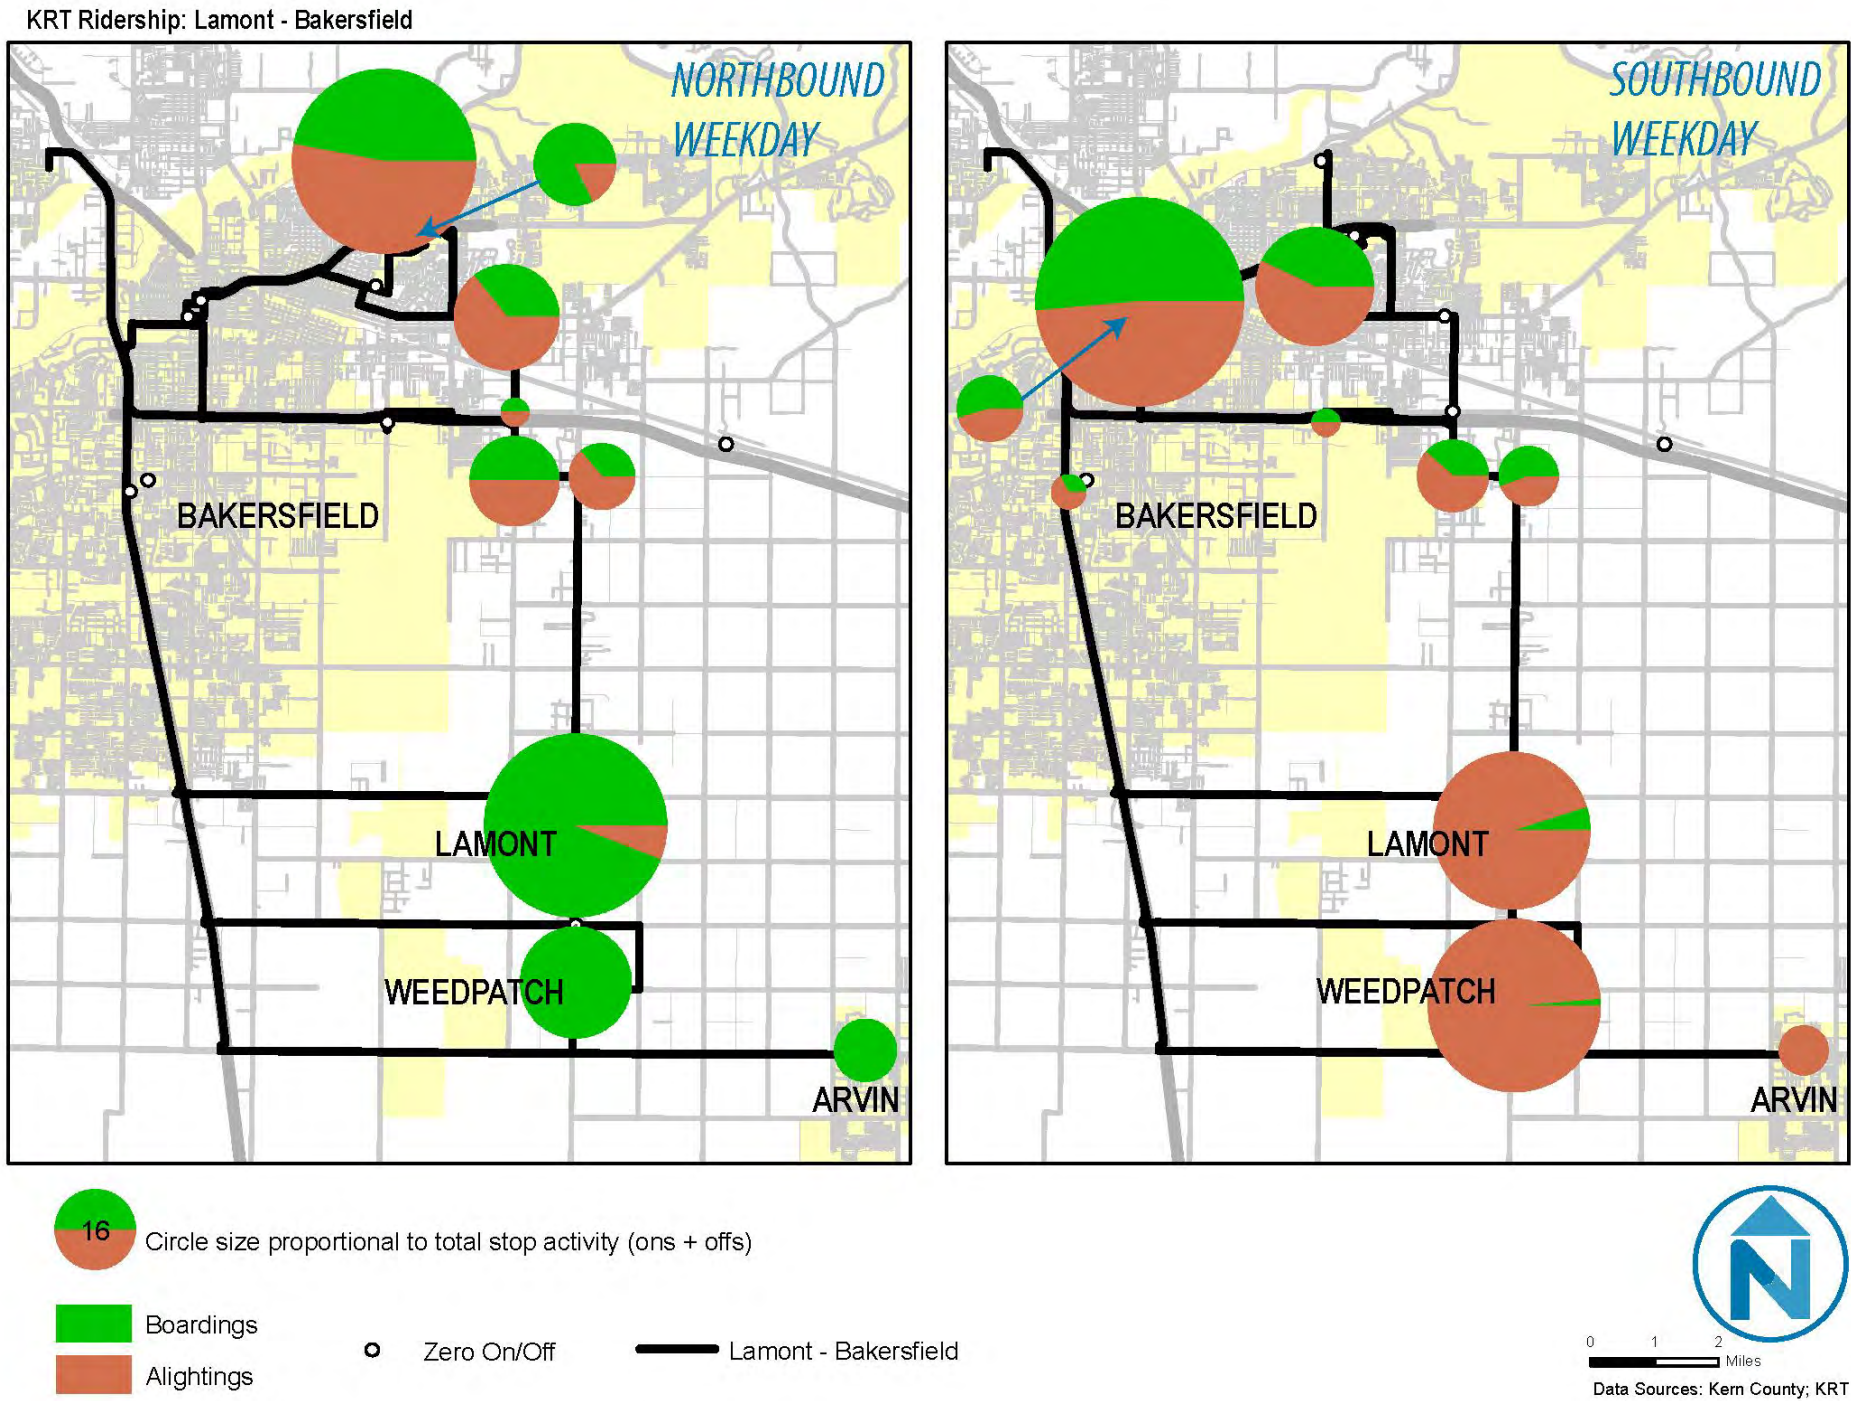 KRT Ridership: Lamont - Bakersfield
NORTHBOUND
WEEKDAY
BAKERSFIELD
LAMONT
WEEDPATCH
ARVIN
SOUTHBOUND
WEEKDAY
BAKERSFIELD
LAMONT
WEEDPATCH
ARVIN
16
Circle size proportional to total stop activity (ons + offs)
Boardings
Alightings
Zero On/Off
Lamont - Bakersfield
N
0 1 2
Miles
Data Sources: Kern County; KRT